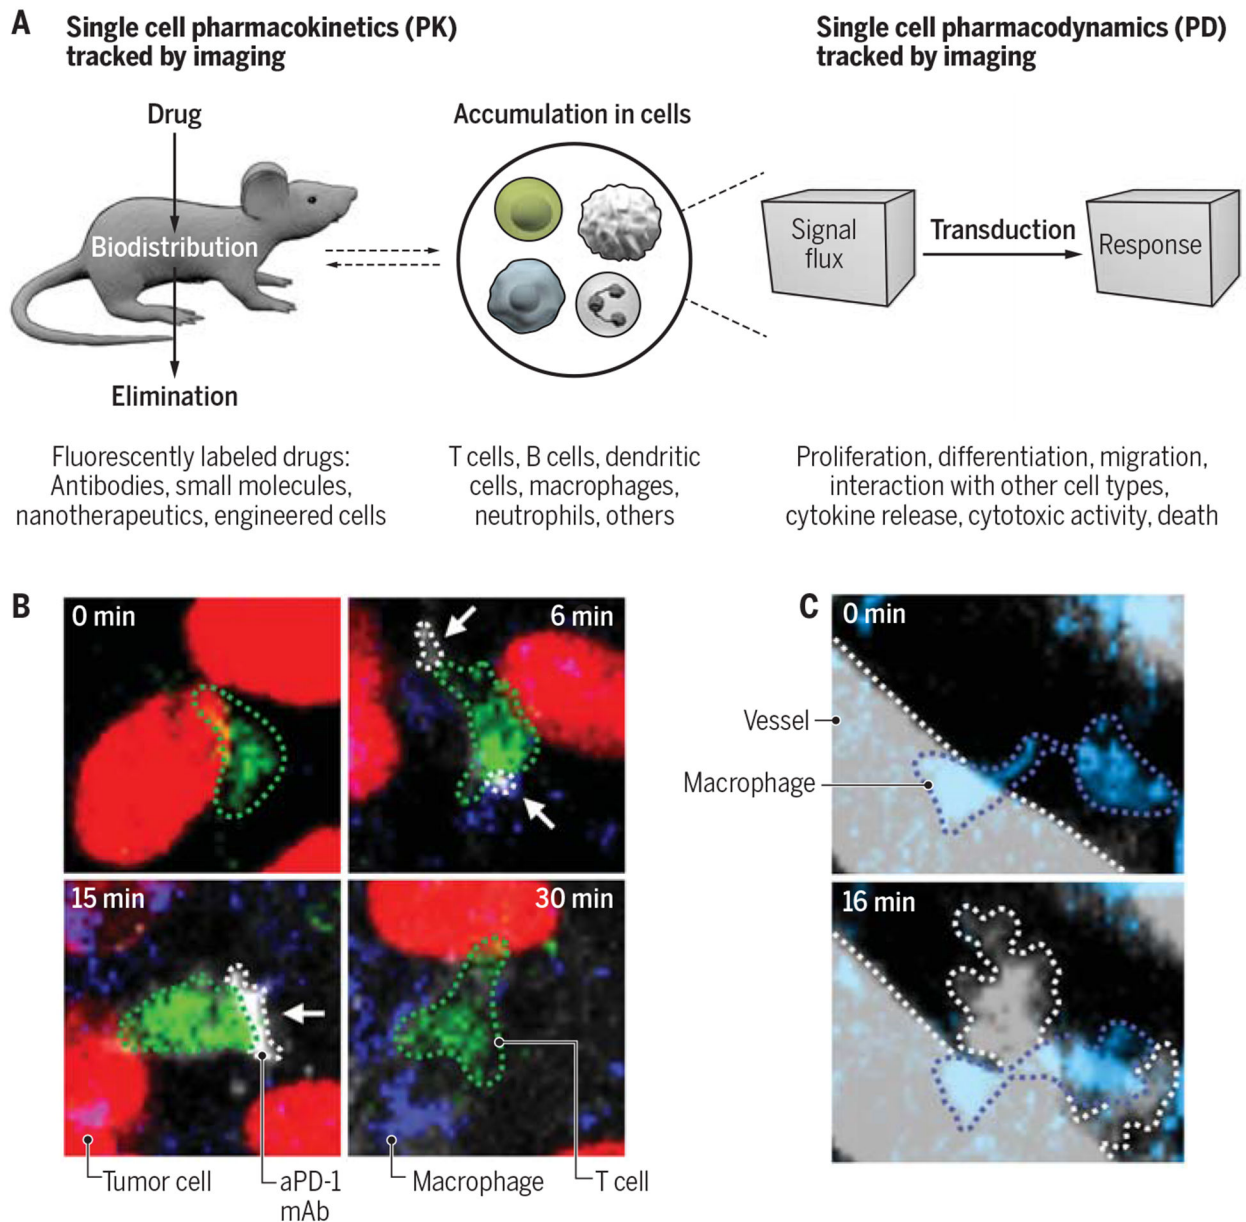 A
Single cell pharmacokinetics (PK)
tracked by imaging
Single cell pharmacodynamics (PD)
tracked by imaging
Drug
Biodistribution
Elimination
Accumulation in cells
Signal
flux
Transduction
Response
Fluorescently labeled drugs:
Antibodies, small molecules,
nanotherapeutics, engineered cells
T cells, B cells, dendritic
cells, macrophages,
neutrophils, others
Proliferation, differentiation, migration,
interaction with other cell types,
cytokine release, cytotoxic activity, death
B
0 min
6 min
15 min
30 min
Tumor cell
aPD-1
mAb
Macrophage
T cell
C
0 min
Vessel
Macrophage
16 min